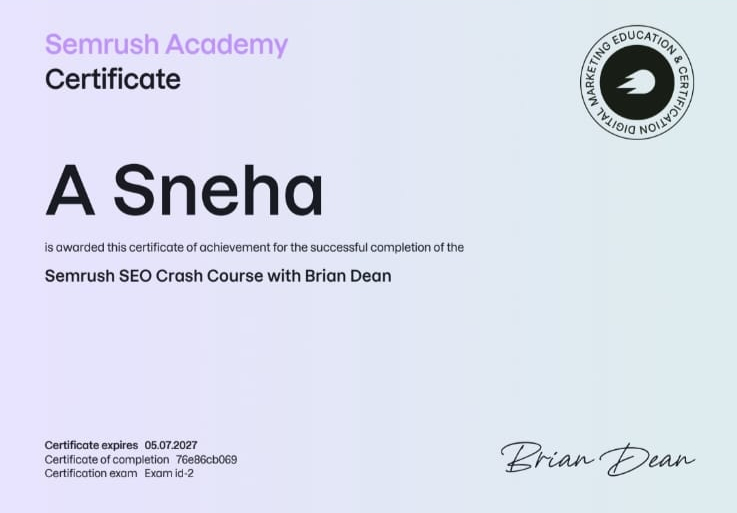 Semrush Academy
Certificate
DIGITAL MARKETING EDUCATION & CERTIFICATION
A Sneha
is awarded this certificate of achievement for the successful completion of the
Semrush SEO Crash Course with Brian Dean
Certificate expires 05.07.2027
Certificate of completion 76e86cb069
Certification exam Exam id-2
Brian Dean